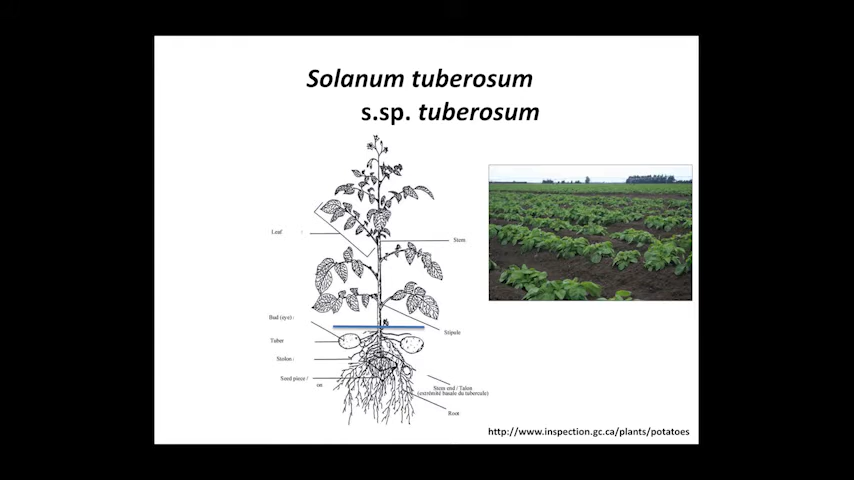 Solanum tuberosum
s.sp. tuberosum
Leaf :
Stem
Bud (eye) :
Stipule
Tuber
Stolon :
Seed piece /
on
Stem end / Talon
(extrémité basale du tubercule)
Root
http://www.inspection.gc.ca/plants/potatoes